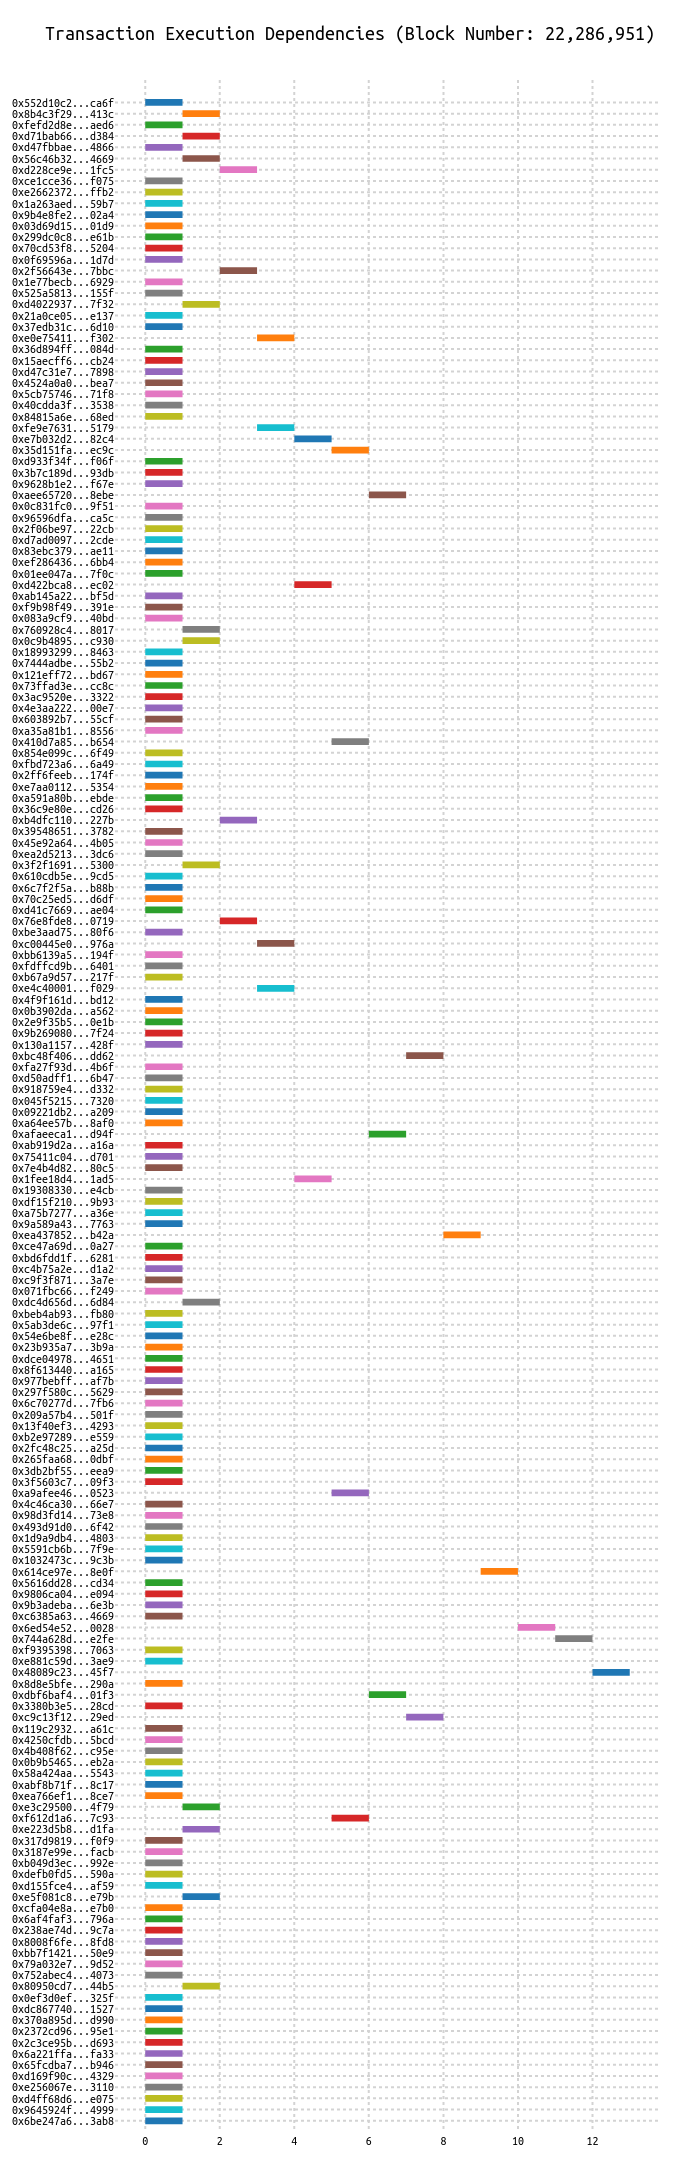 Transaction Execution Dependencies (Block Number: 22,286,951)
0x552d10c2...ca6f
0x8b4c3f29...413c
0xfefd2d8e...aed6
0xd71bab66...d384
0xd47fbbae...4866
0x56c46b32...4669
0xd228ce9e...1fc5
0xce1cce36...f075
0xe2662372...ffb2
0x1a263aed...59b7
0x9b4e8fe2...02a4
0x03d69d15...01d9
0x299dc0c8...e61b
0x70cd53f8...5204
0x0f69596a...1d7d
0x2f56643e...7bbc
0x1e77becb...6929
0x525a5813...155f
0xd4022937...7f32
0x21a0ce05...e137
0x37edb31c...6d10
0xe0e75411...f302
0x36d894ff...084d
0x15aecff6...cb24
0xd47c31e7...7898
0x4524a0a0...bea7
0x5cb75746...71f8
0x40cdda3f...3538
0x84815a6e...68ed
0xfe9e7631...5179
0xe7b032d2...82c4
0x35d151fa...ec9c
0xd933f34f...f06f
0x3b7c189d...93db
0x9628b1e2...f67e
0xaee65720...8ebe
0x0c831fc0...9f51
0x96596dfa...ca5c
0x2f06be97...22cb
0xd7ad0097...2cde
0x83ebc379...ae11
0xef286436...6bb4
0x01ee047a...7f0c
0xd422bca8...ec02
0xab145a22...bf5d
0xf9b98f49...391e
0x083a9cf9...40bd
0x760928c4...8017
0x0c9b4895...c930
0x18993299...8463
0x7444adbe...55b2
0x121eff72...bd67
0x73ffad3e...cc8c
0x3ac9520e...3322
0x4e3aa222...00e7
0x603892b7...55cf
0xa35a81b1...8556
0x410d7a85...b654
0x854e099c...6f49
0xfbd723a6...6a49
0x2ff6feeb...174f
0xe7aa0112...5354
0xa591a80b...ebde
0x36c9e80e...cd26
0xb4dfc110...227b
0x39548651...3782
0x45e92a64...4b05
0xea2d5213...3dc6
0x3f2f1691...5300
0x610cdb5e...9cd5
0x6c7f2f5a...b88b
0x70c25ed5...d6df
0xd41c7669...ae04
0x76e8fde8...0719
0xbe3aad75...80f6
0xc00445e0...976a
0xbb6139a5...194f
0xfdffcd9b...6401
0xb67a9d57...217f
0xe4c40001...f029
0x4f9f161d...bd12
0x0b3902da...a562
0x2e9f35b5...0e1b
0x9b269080...7f24
0x130a1157...428f
0xbc48f406...dd62
0xfa27f93d...4b6f
0xd50adff1...6b47
0x918759e4...d332
0x045f5215...7320
0x09221db2...a209
0xa64ee57b...8af0
0xafaeeca1...d94f
0xab919d2a...a16a
0x75411c04...d701
0x7e4b4d82...80c5
0x1fee18d4...1ad5
0x19308330...e4cb
0xdf15f210...9b93
0xa75b7277...a36e
0x9a589a43...7763
0xea437852...b42a
0xce47a69d...0a27
0xbd6fdd1f...6281
0xc4b75a2e...d1a2
0xc9f3f871...3a7e
0x071fbc66...f249
0xdc4d656d...6d84
0xbeb4ab93...fb80
0x5ab3de6c...97f1
0x54e6be8f...e28c
0x23b935a7...3b9a
0xdce04978...4651
0x8f613440...a165
0x977bebff...af7b
0x297f580c...5629
0x6c70277d...7fb6
0x209a57b4...501f
0x13f40ef3...4293
0xb2e97289...e559
0x2fc48c25...a25d
0x265faa68...0dbf
0x3db2bf55...eea9
0x3f5603c7...09f3
0xa9afee46...0523
0x4c46ca30...66e7
0x98d3fd14...73e8
0x493d91d0...6f42
0x1d9a9db4...4803
0x5591cb6b...7f9e
0x1032473c...9c3b
0x614ce97e...8e0f
0x5616dd28...cd34
0x9806ca04...e094
0x9b3adeba...6e3b
0xc6385a63...4669
0x6ed54e52...0028
0x744a628d...e2fe
0xf9395398...7063
0xe881c59d...3ae9
0x48089c23...45f7
0x8d8e5bfe...290a
0xdbf6baf4...01f3
0x3380b3e5...28cd
0xc9c13f12...29ed
0x119c2932...a61c
0x4250cfdb...5bcd
0x4b408f62...c95e
0x0b9b5465...eb2a
0x58a424aa...5543
0xabf8b71f...8c17
0xea766ef1...8ce7
0xe3c29500...4f79
0xf612d1a6...7c93
0xe223d5b8...d1fa
0x317d9819...f0f9
0x3187e99e...facb
0xb049d3ec...992e
0xdefb0fd5...590a
0xd155fce4...af59
0xe5f081c8...e79b
0xcfa04e8a...e7b0
0x6af4faf3...796a
0x238ae74d...9c7a
0x8008f6fe...8fd8
0xbb7f1421...50e9
0x79a032e7...9d52
0x752abec4...4073
0x80950cd7...44b5
0x0ef3d0ef...325f
0xdc867740...1527
0x370a895d...d990
0x2372cd96...95e1
0x2c3ce95b...d693
0x6a221ffa...fa33
0x65fcdba7...b946
0xd169f90c...4329
0xe256067e...3110
0xd4ff68d6...e075
0x9645924f...4999
0x6be247a6...3ab8
0 2 4 6 8 10 12